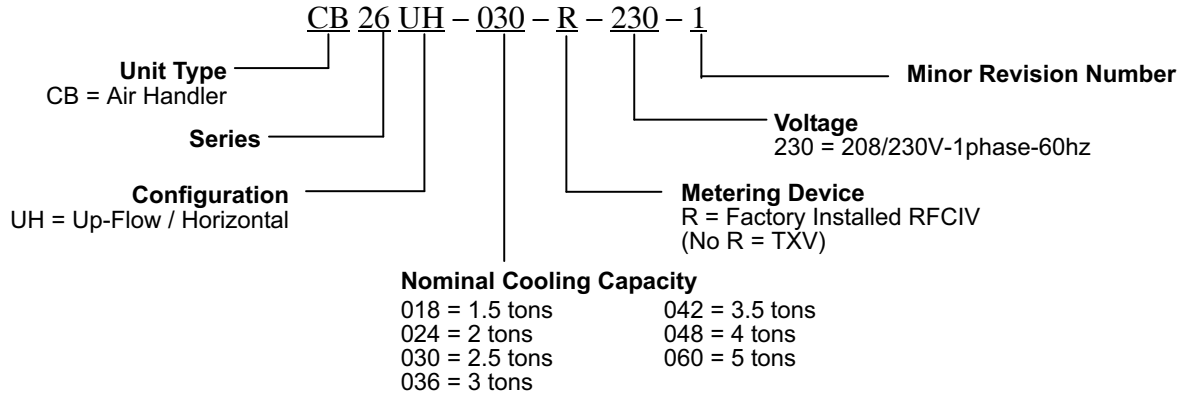 CB 26 UH – 030 – R – 230 – 1
Unit Type
CB = Air Handler
Series
Configuration
UH = Up-Flow / Horizontal
Minor Revision Number
Voltage
230 = 208/230V-1phase-60hz
Metering Device
R = Factory Installed RFCIV
(No R = TXV)
Nominal Cooling Capacity
018 = 1.5 tons
024 = 2 tons
030 = 2.5 tons
036 = 3 tons
042 = 3.5 tons
048 = 4 tons
060 = 5 tons